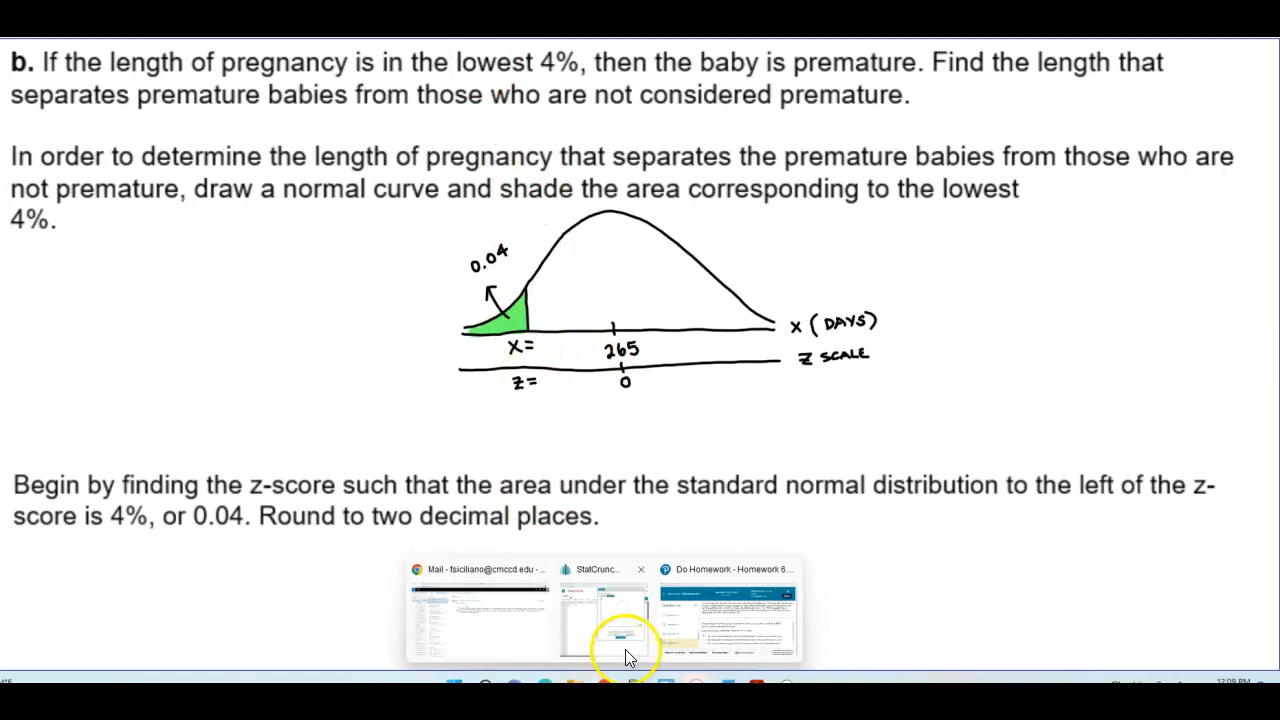 b. If the length of pregnancy is in the lowest 4%, then the baby is premature. Find the length that
separates premature babies from those who are not considered premature.
In order to determine the length of pregnancy that separates the premature babies from those who are
not premature, draw a normal curve and shade the area corresponding to the lowest
4%.
0.04
X (DAYS)
X=
265
Z SCALE
Z=
0
Begin by finding the z-score such that the area under the standard normal distribution to the left of the z-
score is 4%, or 0.04. Round to two decimal places.
Mail - fsiciliano@cmccd.edu - ...
StatCrunc...
Do Homework - Homework 6....
12:09 PM